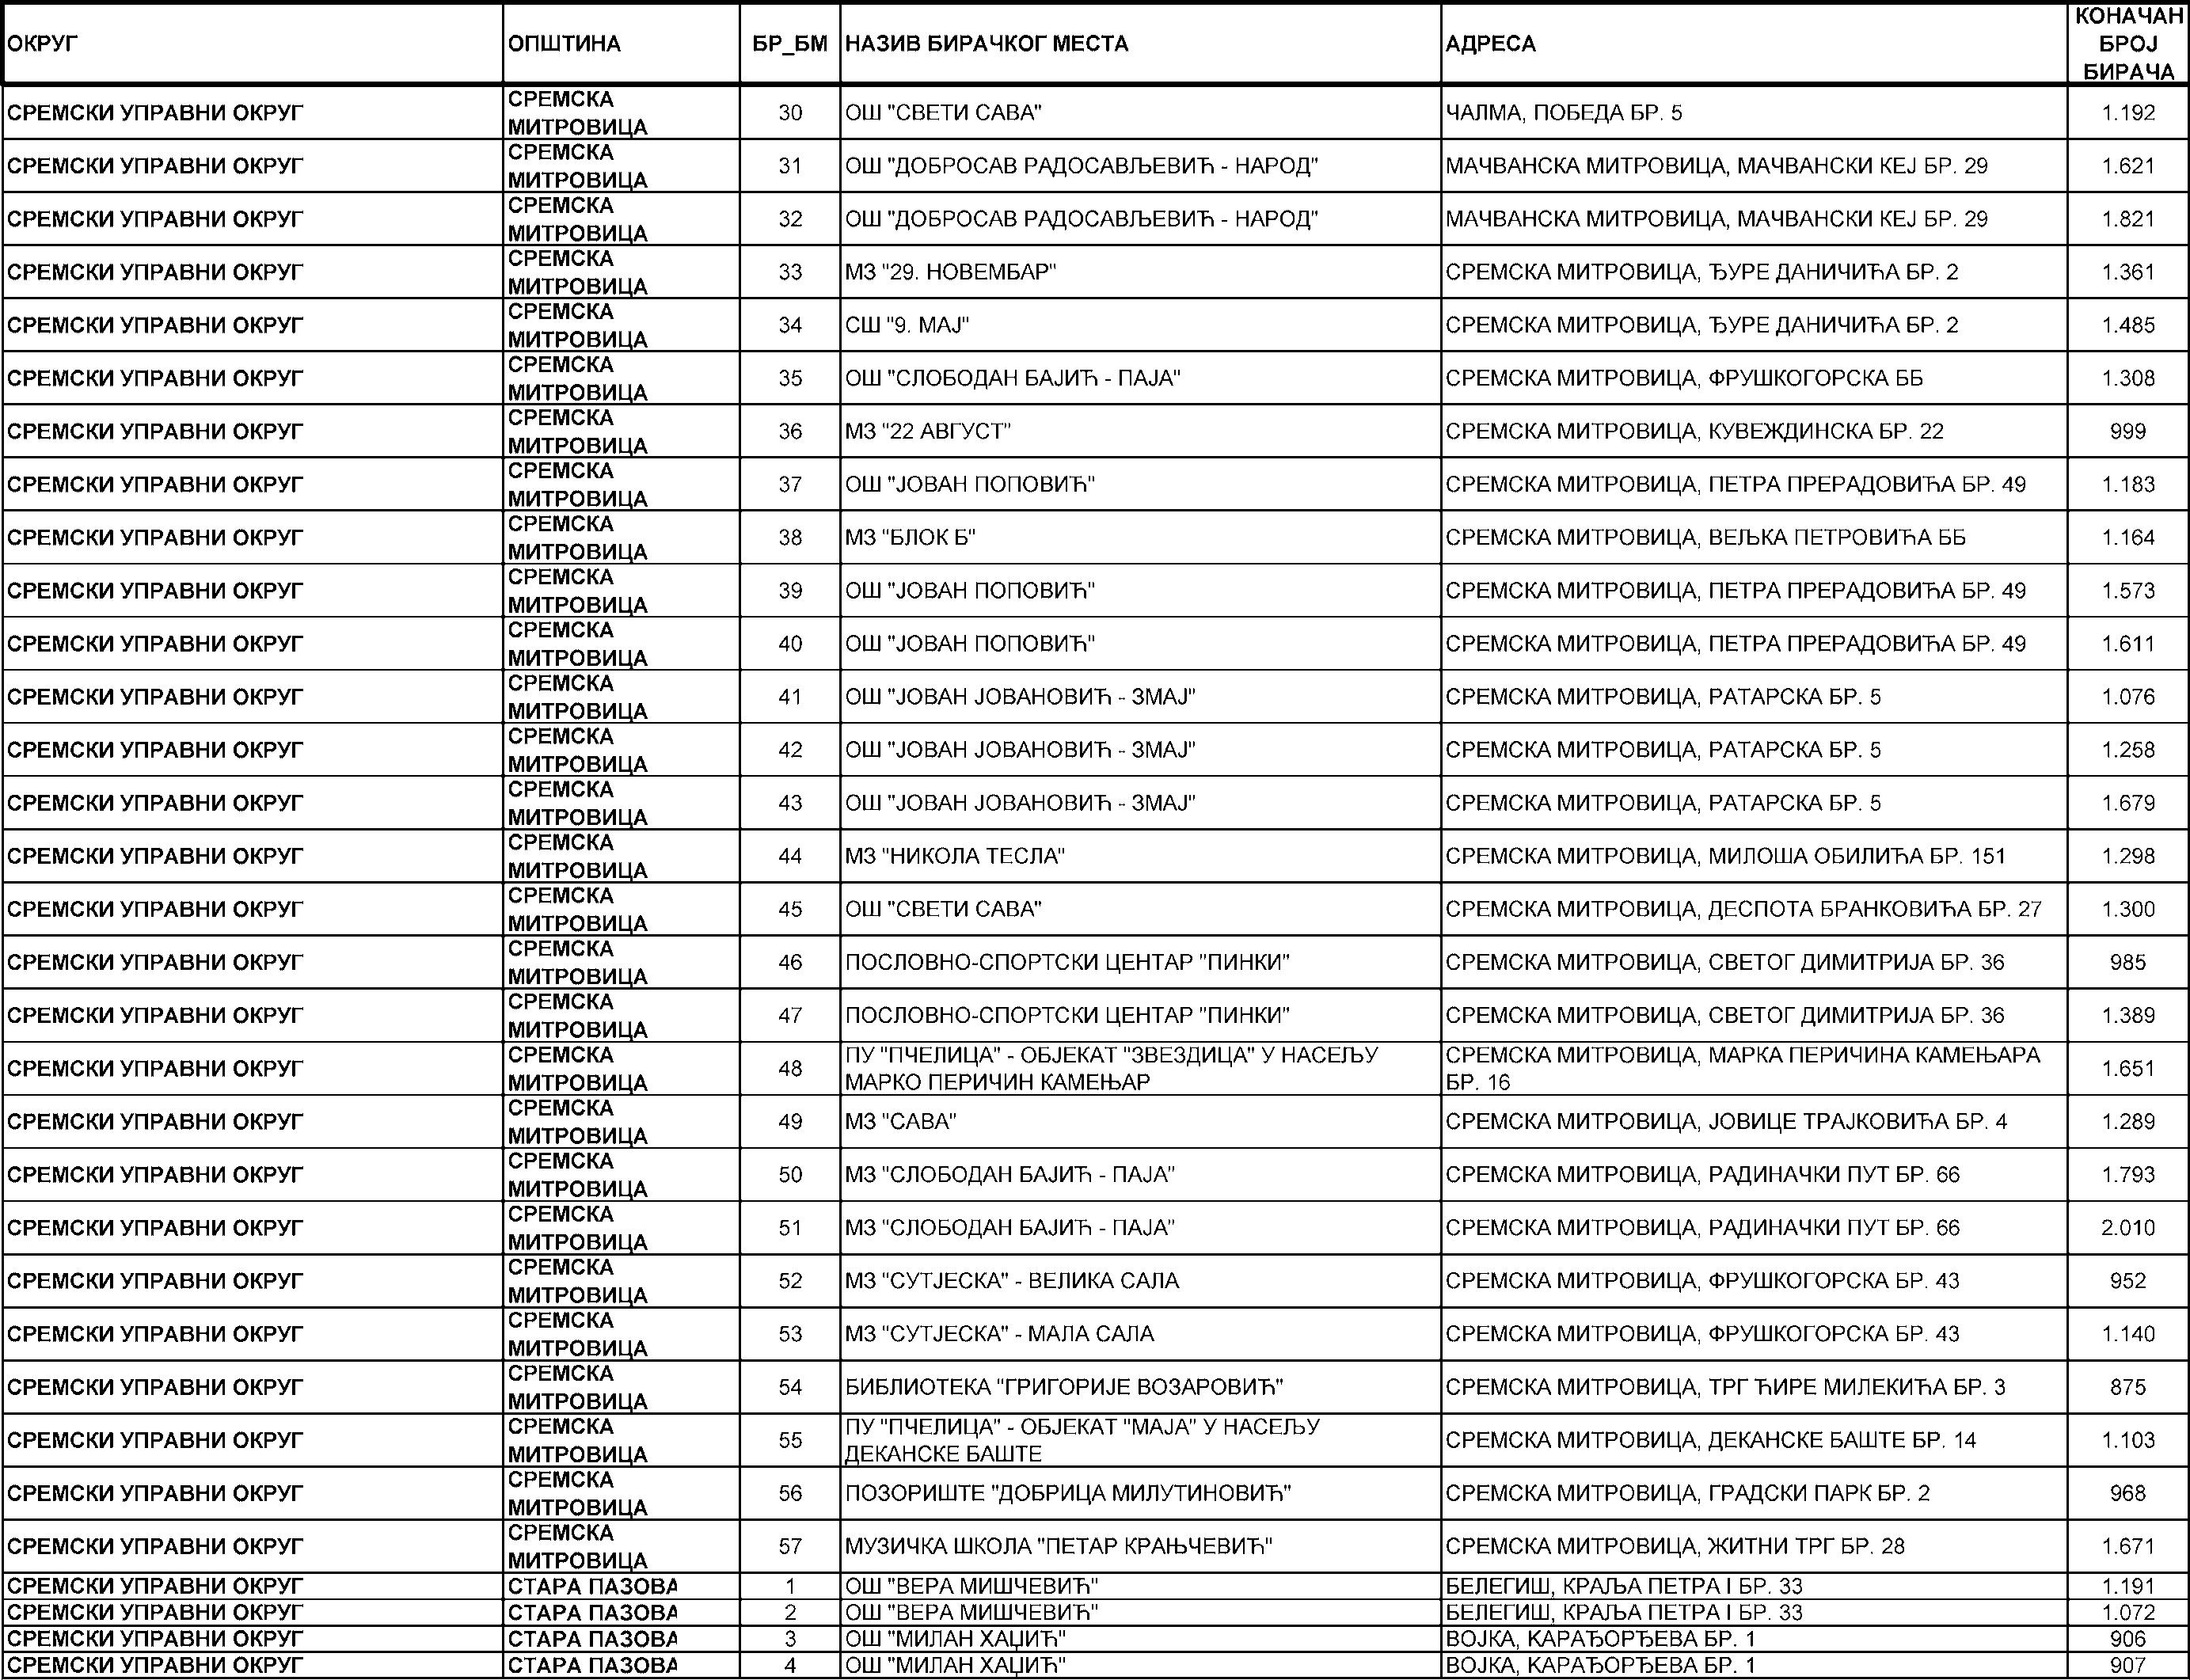 ОКРУГ ОПШТИНА БР_БМ НАЗИВ БИРАЧКОГ МЕСТА АДРЕСА КОНАЧАН БРОЈ БИРАЧА
СРЕМСКИ УПРАВНИ ОКРУГ СРЕМСКА МИТРОВИЦА 30 ОШ "СВЕТИ САВА" ЧАЛМА, ПОБЕДА БР. 5 1.192
СРЕМСКИ УПРАВНИ ОКРУГ СРЕМСКА МИТРОВИЦА 31 ОШ "ДОБРОСАВ РАДОСАВЉЕВИЋ - НАРОД" МАЧВАНСКА МИТРОВИЦА, МАЧВАНСКИ КЕЈ БР. 29 1.621
СРЕМСКИ УПРАВНИ ОКРУГ СРЕМСКА МИТРОВИЦА 32 ОШ "ДОБРОСАВ РАДОСАВЉЕВИЋ - НАРОД" МАЧВАНСКА МИТРОВИЦА, МАЧВАНСКИ КЕЈ БР. 29 1.821
СРЕМСКИ УПРАВНИ ОКРУГ СРЕМСКА МИТРОВИЦА 33 МЗ "29. НОВЕМБАР" СРЕМСКА МИТРОВИЦА, ЂУРЕ ДАНИЧИЋА БР. 2 1.361
СРЕМСКИ УПРАВНИ ОКРУГ СРЕМСКА МИТРОВИЦА 34 СШ "9. МАЈ" СРЕМСКА МИТРОВИЦА, ЂУРЕ ДАНИЧИЋА БР. 2 1.485
СРЕМСКИ УПРАВНИ ОКРУГ СРЕМСКА МИТРОВИЦА 35 ОШ "СЛОБОДАН БАЈИЋ - ПАЈА" СРЕМСКА МИТРОВИЦА, ФРУШКОГОРСКА ББ 1.308
СРЕМСКИ УПРАВНИ ОКРУГ СРЕМСКА МИТРОВИЦА 36 МЗ "22 АВГУСТ" СРЕМСКА МИТРОВИЦА, КУВЕЖДИНСКА БР. 22 999
СРЕМСКИ УПРАВНИ ОКРУГ СРЕМСКА МИТРОВИЦА 37 ОШ "ЈОВАН ПОПОВИЋ" СРЕМСКА МИТРОВИЦА, ПЕТРА ПРЕРАДОВИЋА БР. 49 1.183
СРЕМСКИ УПРАВНИ ОКРУГ СРЕМСКА МИТРОВИЦА 38 МЗ "БЛОК Б" СРЕМСКА МИТРОВИЦА, ВЕЉКА ПЕТРОВИЋА ББ 1.164
СРЕМСКИ УПРАВНИ ОКРУГ СРЕМСКА МИТРОВИЦА 39 ОШ "ЈОВАН ПОПОВИЋ" СРЕМСКА МИТРОВИЦА, ПЕТРА ПРЕРАДОВИЋА БР. 49 1.573
СРЕМСКИ УПРАВНИ ОКРУГ СРЕМСКА МИТРОВИЦА 40 ОШ "ЈОВАН ПОПОВИЋ" СРЕМСКА МИТРОВИЦА, ПЕТРА ПРЕРАДОВИЋА БР. 49 1.611
СРЕМСКИ УПРАВНИ ОКРУГ СРЕМСКА МИТРОВИЦА 41 ОШ "ЈОВАН ЈОВАНОВИЋ - ЗМАЈ" СРЕМСКА МИТРОВИЦА, РАТАРСКА БР. 5 1.076
СРЕМСКИ УПРАВНИ ОКРУГ СРЕМСКА МИТРОВИЦА 42 ОШ "ЈОВАН ЈОВАНОВИЋ - ЗМАЈ" СРЕМСКА МИТРОВИЦА, РАТАРСКА БР. 5 1.258
СРЕМСКИ УПРАВНИ ОКРУГ СРЕМСКА МИТРОВИЦА 43 ОШ "ЈОВАН ЈОВАНОВИЋ - ЗМАЈ" СРЕМСКА МИТРОВИЦА, РАТАРСКА БР. 5 1.679
СРЕМСКИ УПРАВНИ ОКРУГ СРЕМСКА МИТРОВИЦА 44 МЗ "НИКОЛА ТЕСЛА" СРЕМСКА МИТРОВИЦА, МИЛОША ОБИЛИЋА БР. 151 1.298
СРЕМСКИ УПРАВНИ ОКРУГ СРЕМСКА МИТРОВИЦА 45 ОШ "СВЕТИ САВА" СРЕМСКА МИТРОВИЦА, ДЕСПОТА БРАНКОВИЋА БР. 27 1.300
СРЕМСКИ УПРАВНИ ОКРУГ СРЕМСКА МИТРОВИЦА 46 ПОСЛОВНО-СПОРТСКИ ЦЕНТАР "ПИНКИ" СРЕМСКА МИТРОВИЦА, СВЕТОГ ДИМИТРИЈА БР. 36 985
СРЕМСКИ УПРАВНИ ОКРУГ СРЕМСКА МИТРОВИЦА 47 ПОСЛОВНО-СПОРТСКИ ЦЕНТАР "ПИНКИ" СРЕМСКА МИТРОВИЦА, СВЕТОГ ДИМИТРИЈА БР. 36 1.389
СРЕМСКИ УПРАВНИ ОКРУГ СРЕМСКА МИТРОВИЦА 48 ПУ "ПЧЕЛИЦА" - ОБЈЕКАТ "ЗВЕЗДИЦА" У НАСЕЉУ МАРКО ПЕРИЧИН КАМЕЊАР СРЕМСКА МИТРОВИЦА, МАРКА ПЕРИЧИНА КАМЕЊАРА БР. 16 1.651
СРЕМСКИ УПРАВНИ ОКРУГ СРЕМСКА МИТРОВИЦА 49 МЗ "САВА" СРЕМСКА МИТРОВИЦА, ЈОВИЦЕ ТРАЈКОВИЋА БР. 4 1.289
СРЕМСКИ УПРАВНИ ОКРУГ СРЕМСКА МИТРОВИЦА 50 МЗ "СЛОБОДАН БАЈИЋ - ПАЈА" СРЕМСКА МИТРОВИЦА, РАДИНАЧКИ ПУТ БР. 66 1.793
СРЕМСКИ УПРАВНИ ОКРУГ СРЕМСКА МИТРОВИЦА 51 МЗ "СЛОБОДАН БАЈИЋ - ПАЈА" СРЕМСКА МИТРОВИЦА, РАДИНАЧКИ ПУТ БР. 66 2.010
СРЕМСКИ УПРАВНИ ОКРУГ СРЕМСКА МИТРОВИЦА 52 МЗ "СУТЈЕСКА" - ВЕЛИКА САЛА СРЕМСКА МИТРОВИЦА, ФРУШКОГОРСКА БР. 43 952
СРЕМСКИ УПРАВНИ ОКРУГ СРЕМСКА МИТРОВИЦА 53 МЗ "СУТЈЕСКА" - МАЛА САЛА СРЕМСКА МИТРОВИЦА, ФРУШКОГОРСКА БР. 43 1.140
СРЕМСКИ УПРАВНИ ОКРУГ СРЕМСКА МИТРОВИЦА 54 БИБЛИОТЕКА "ГРИГОРИЈЕ ВОЗАРОВИЋ" СРЕМСКА МИТРОВИЦА, ТРГ ЋИРЕ МИЛЕКИЋА БР. 3 875
СРЕМСКИ УПРАВНИ ОКРУГ СРЕМСКА МИТРОВИЦА 55 ПУ "ПЧЕЛИЦА" - ОБЈЕКАТ "МАЈА" У НАСЕЉУ ДЕКАНСКЕ БАШТЕ СРЕМСКА МИТРОВИЦА, ДЕКАНСКЕ БАШТЕ БР. 14 1.103
СРЕМСКИ УПРАВНИ ОКРУГ СРЕМСКА МИТРОВИЦА 56 ПОЗОРИШТЕ "ДОБРИЦА МИЛУТИНОВИЋ" СРЕМСКА МИТРОВИЦА, ГРАДСКИ ПАРК БР. 2 968
СРЕМСКИ УПРАВНИ ОКРУГ СРЕМСКА МИТРОВИЦА 57 МУЗИЧКА ШКОЛА "ПЕТАР КРАЊЧЕВИЋ" СРЕМСКА МИТРОВИЦА, ЖИТНИ ТРГ БР. 28 1.671
СРЕМСКИ УПРАВНИ ОКРУГ СТАРА ПАЗОВА 1 ОШ "ВЕРА МИШЧЕВИЋ" БЕЛЕГИШ, КРАЉА ПЕТРА I БР. 33 1.191
СРЕМСКИ УПРАВНИ ОКРУГ СТАРА ПАЗОВА 2 ОШ "ВЕРА МИШЧЕВИЋ" БЕЛЕГИШ, КРАЉА ПЕТРА I БР. 33 1.072
СРЕМСКИ УПРАВНИ ОКРУГ СТАРА ПАЗОВА 3 ОШ "МИЛАН ХАЏИЋ" ВОЈКА, КАРАЂОРЂЕВА БР. 1 906
СРЕМСКИ УПРАВНИ ОКРУГ СТАРА ПАЗОВА 4 ОШ "МИЛАН ХАЏИЋ" ВОЈКА, КАРАЂОРЂЕВА БР. 1 907